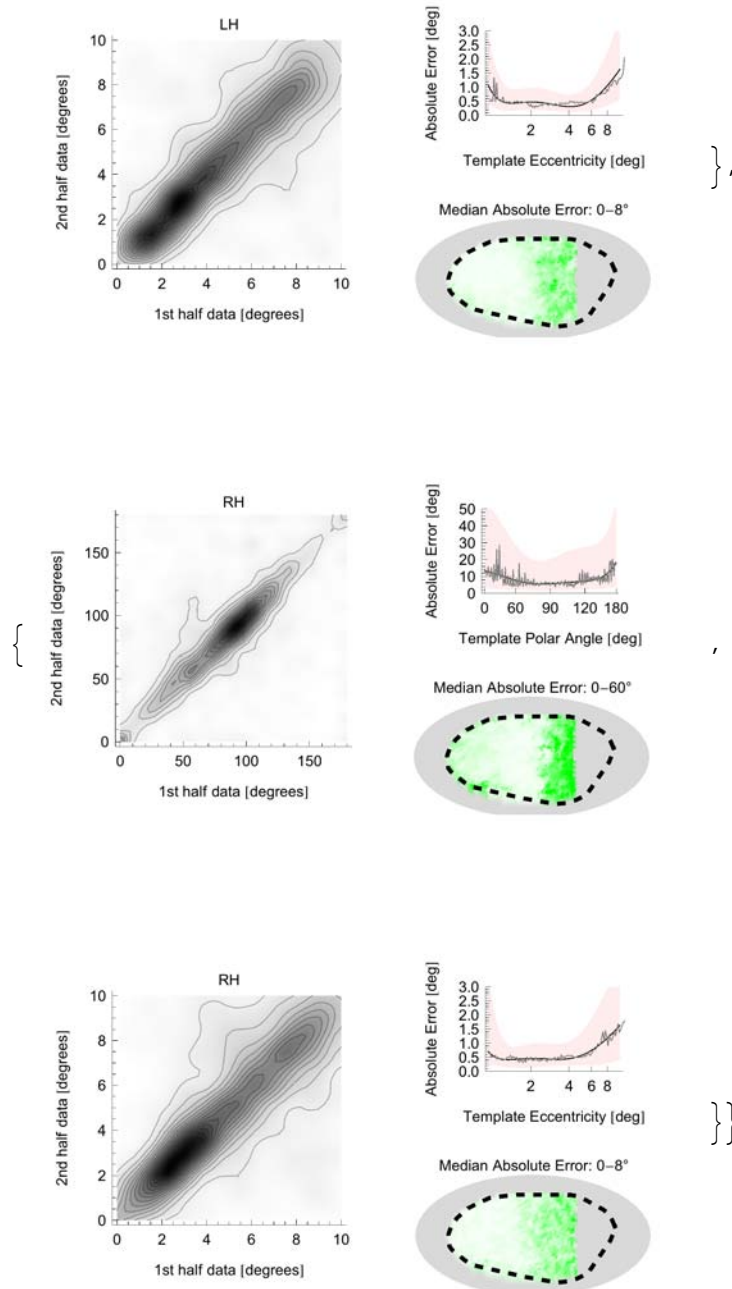 LH
10
8
6
4
2
0
2nd half data [degrees]
0 2 4 6 8 10
1st half data [degrees]
3.0
2.5
2.0
1.5
1.0
0.5
0.0
Absolute Error [deg]
2 4 6 8
Template Eccentricity [deg]
Median Absolute Error: 0–8°
},
{
RH
150
100
50
0
2nd half data [degrees]
0 50 100 150
1st half data [degrees]
50
40
30
20
10
0
Absolute Error [deg]
0 60 90 120 180
Template Polar Angle [deg]
Median Absolute Error: 0–60°
,
RH
10
8
6
4
2
0
2nd half data [degrees]
0 2 4 6 8 10
1st half data [degrees]
3.0
2.5
2.0
1.5
1.0
0.5
0.0
Absolute Error [deg]
2 4 6 8
Template Eccentricity [deg]
Median Absolute Error: 0–8°
}}